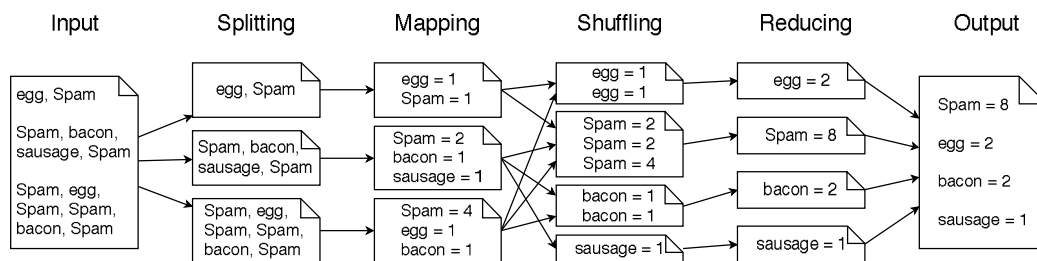 Input
Splitting
Mapping
Shuffling
Reducing
Output
egg, Spam
Spam, bacon,
sausage, Spam
Spam, egg,
Spam, Spam,
bacon, Spam
egg, Spam
Spam, bacon,
sausage, Spam
Spam, egg,
Spam, Spam,
bacon, Spam
egg = 1
Spam = 1
Spam = 2
bacon = 1
sausage = 1
Spam = 4
egg = 1
bacon = 1
egg = 1
egg = 1
Spam = 2
Spam = 2
Spam = 4
bacon = 1
bacon = 1
sausage = 1
egg = 2
Spam = 8
bacon = 2
sausage = 1
Spam = 8
egg = 2
bacon = 2
sausage = 1